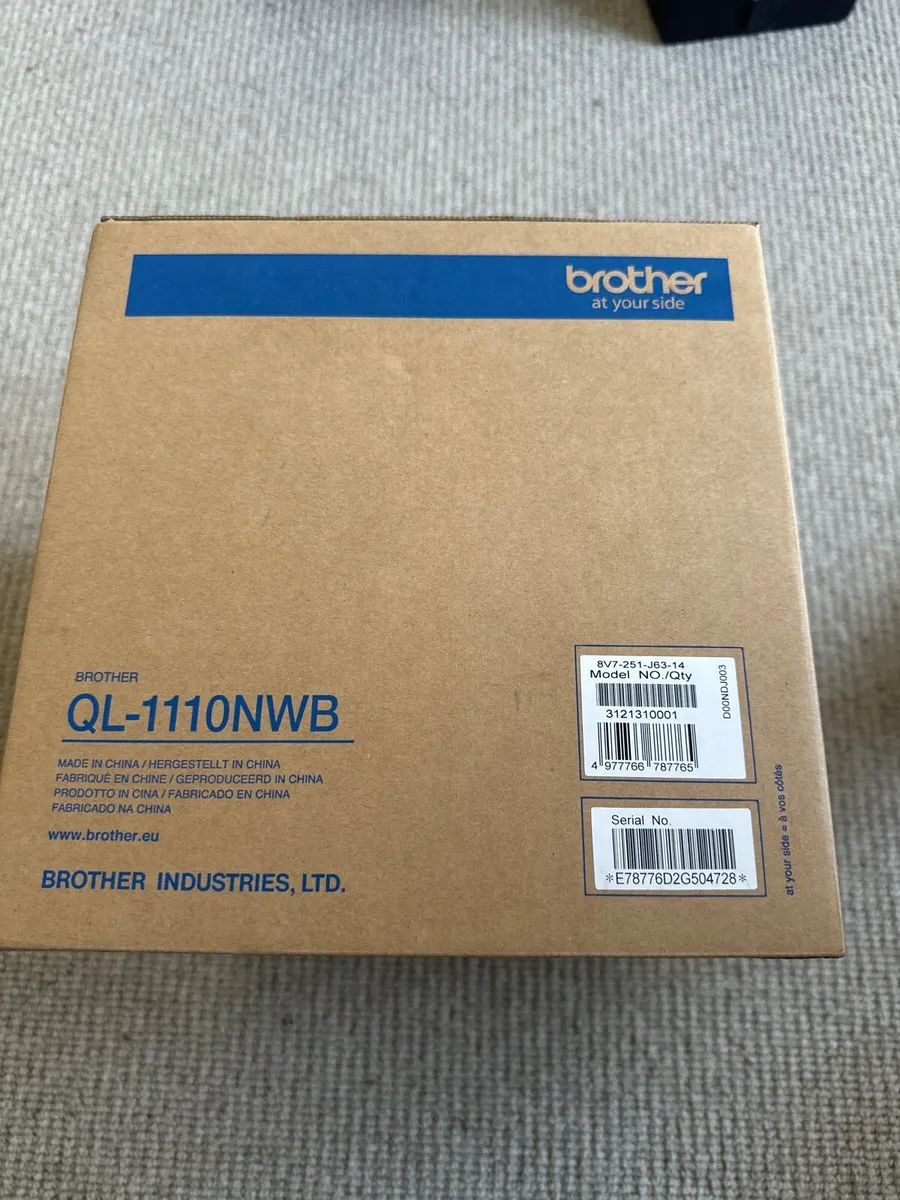 brother
at your side
BROTHER
QL-1110NWB
MADE IN CHINA / HERGESTELLT IN CHINA
FABRIQUÉ EN CHINE / GEPRODUCEERD IN CHINA
PRODOTTO IN CINA / FABRICADO EN CHINA
FABRICADO NA CHINA
www.brother.eu
BROTHER INDUSTRIES, LTD.
8V7-251-J63-14
Model NO./Qty
3121310001
4 977766 787765
D00NDJ003
Serial No.
*E78776D2G504728*
at your side = à vos côtés